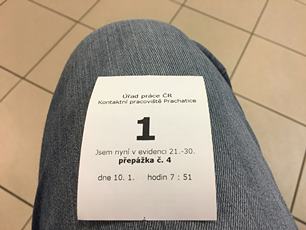 Úřad práce ČR
Kontaktní pracoviště Prachatice
1
Jsem nyní v evidenci 21.-30.
přepážka č. 4
dne 10. 1. hodin 7 : 51